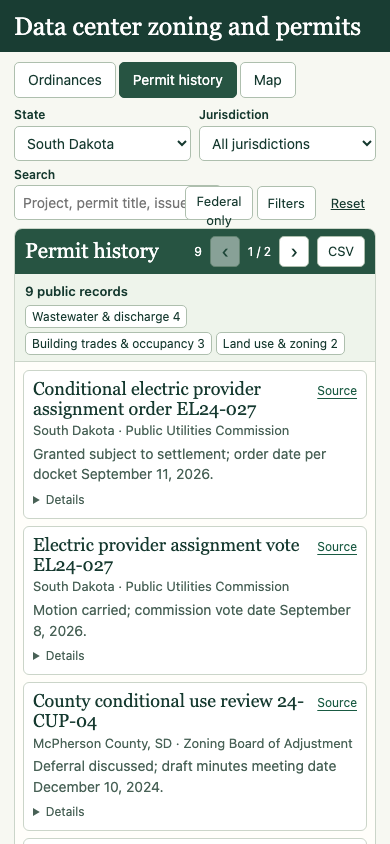 Data center zoning and permits
Ordinances
Permit history
Map
State
Jurisdiction
South Dakota
All jurisdictions
Search
Project, permit title, issue
Federal
only
Filters
Reset
Permit history
9
‹
1 / 2
›
CSV
9 public records
Wastewater & discharge 4
Building trades & occupancy 3
Land use & zoning 2
Conditional electric provider
assignment order EL24-027
Source
South Dakota · Public Utilities Commission
Granted subject to settlement; order date per
docket September 11, 2026.
Details
Electric provider assignment vote
EL24-027
Source
South Dakota · Public Utilities Commission
Motion carried; commission vote date September
8, 2026.
Details
County conditional use review 24-
CUP-04
Source
McPherson County, SD · Zoning Board of Adjustment
Deferral discussed; draft minutes meeting date
December 10, 2024.
Details